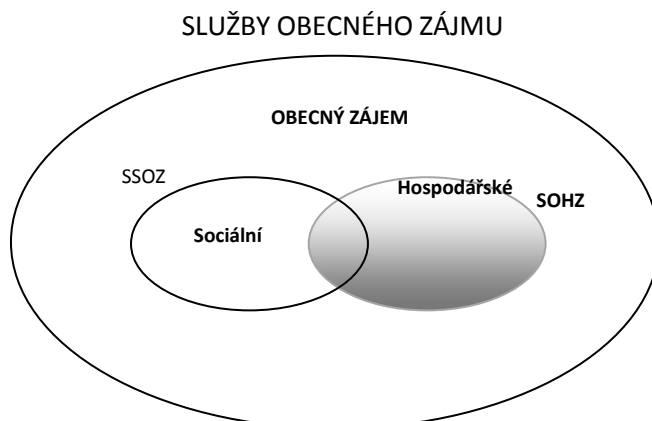 SLUŽBY OBECNÉHO ZÁJMU
OBECNÝ ZÁJEM
SSOZ
Hospodářské
SOHZ
Sociální